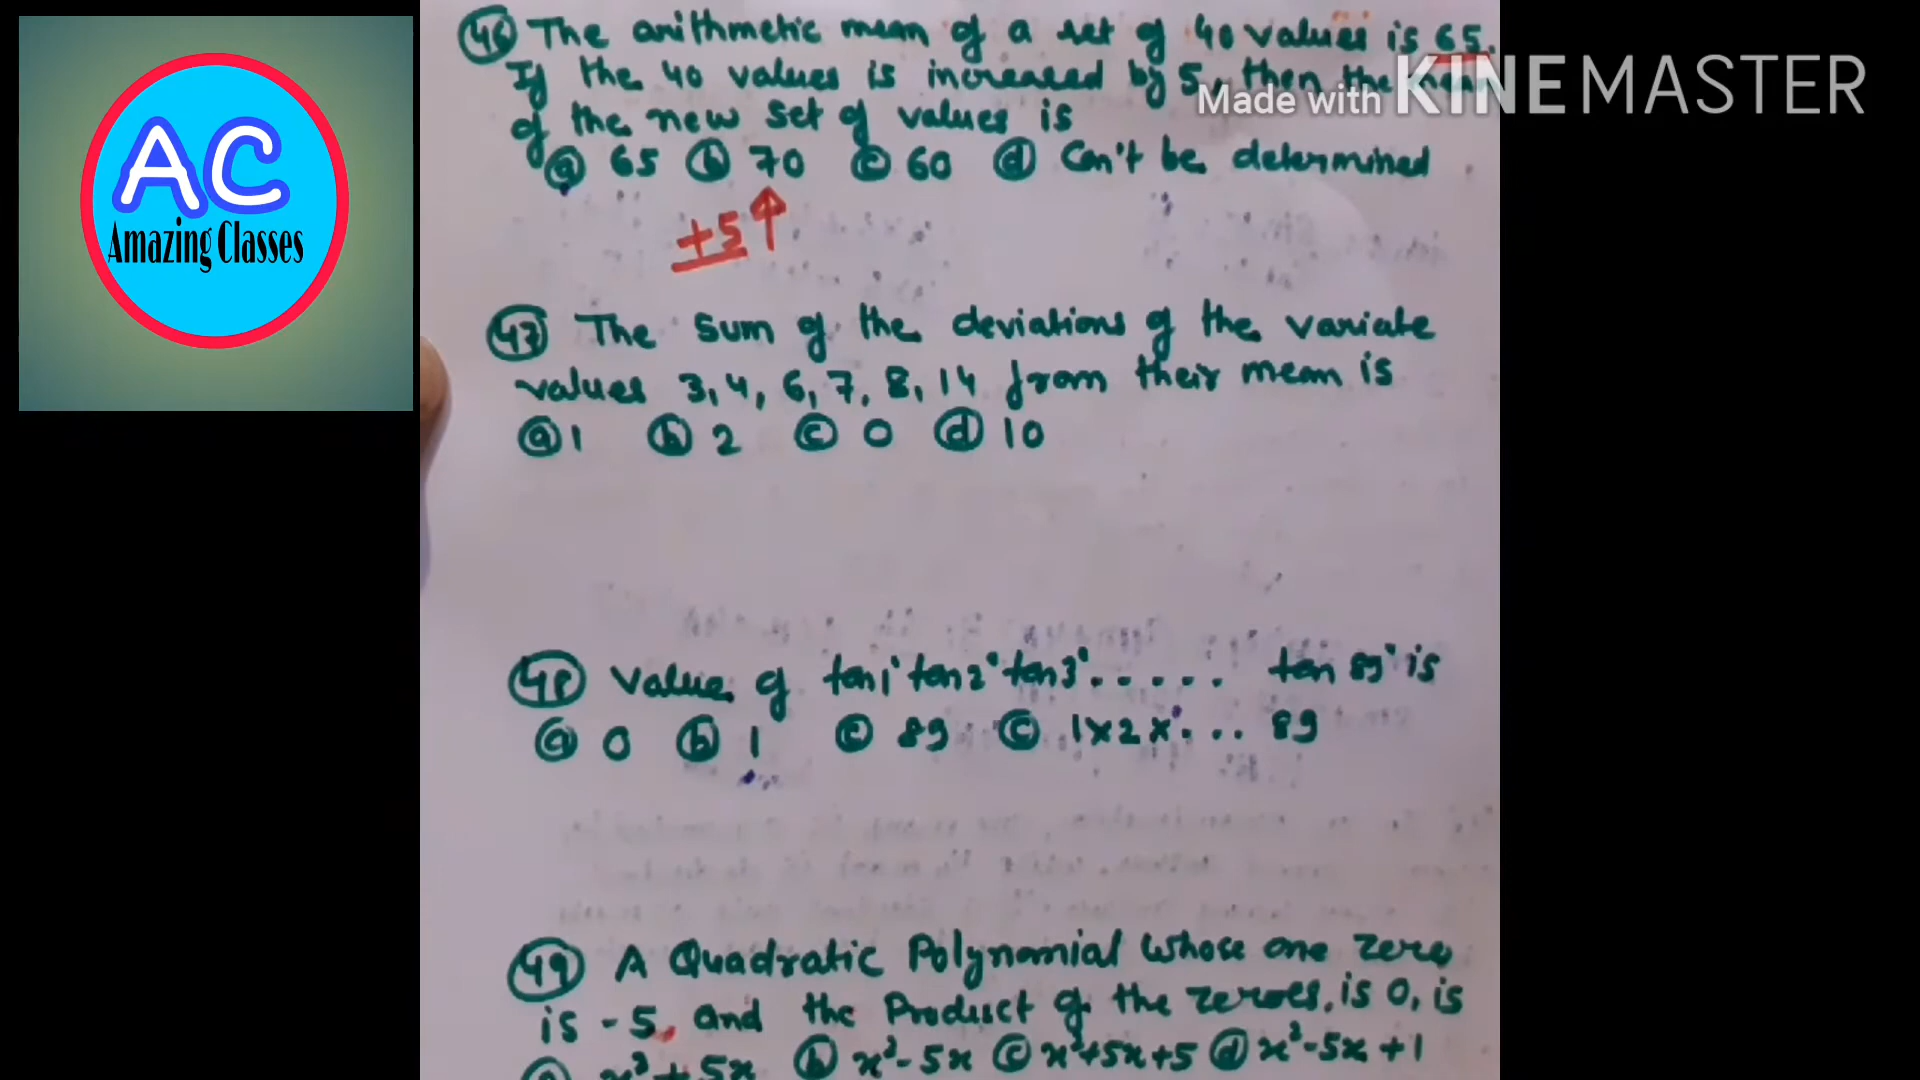 AC
Amazing Classes
Made with KINEMASTER
46 The arithmetic mean of a set of 40 values is 65.
If the 40 values is increased by 5, then the mean
of the new set of values is
a 65 b 70 c 60 d Can't be determined
+5↑
47 The Sum of the deviations of the variate
values 3, 4, 6, 7, 8, 14 from their mean is
a 1 b 2 c 0 d 10
48 Value of tan1° tan2° tan3° ..... tan 89° is
a 0 b 1 c 89 c 1x2x... 89
49 A Quadratic Polynomial whose one zero
is -5 and the Product of the zeroes is 0, is
a x²+5x b x²-5x c x²+5x+5 d x²-5x+1